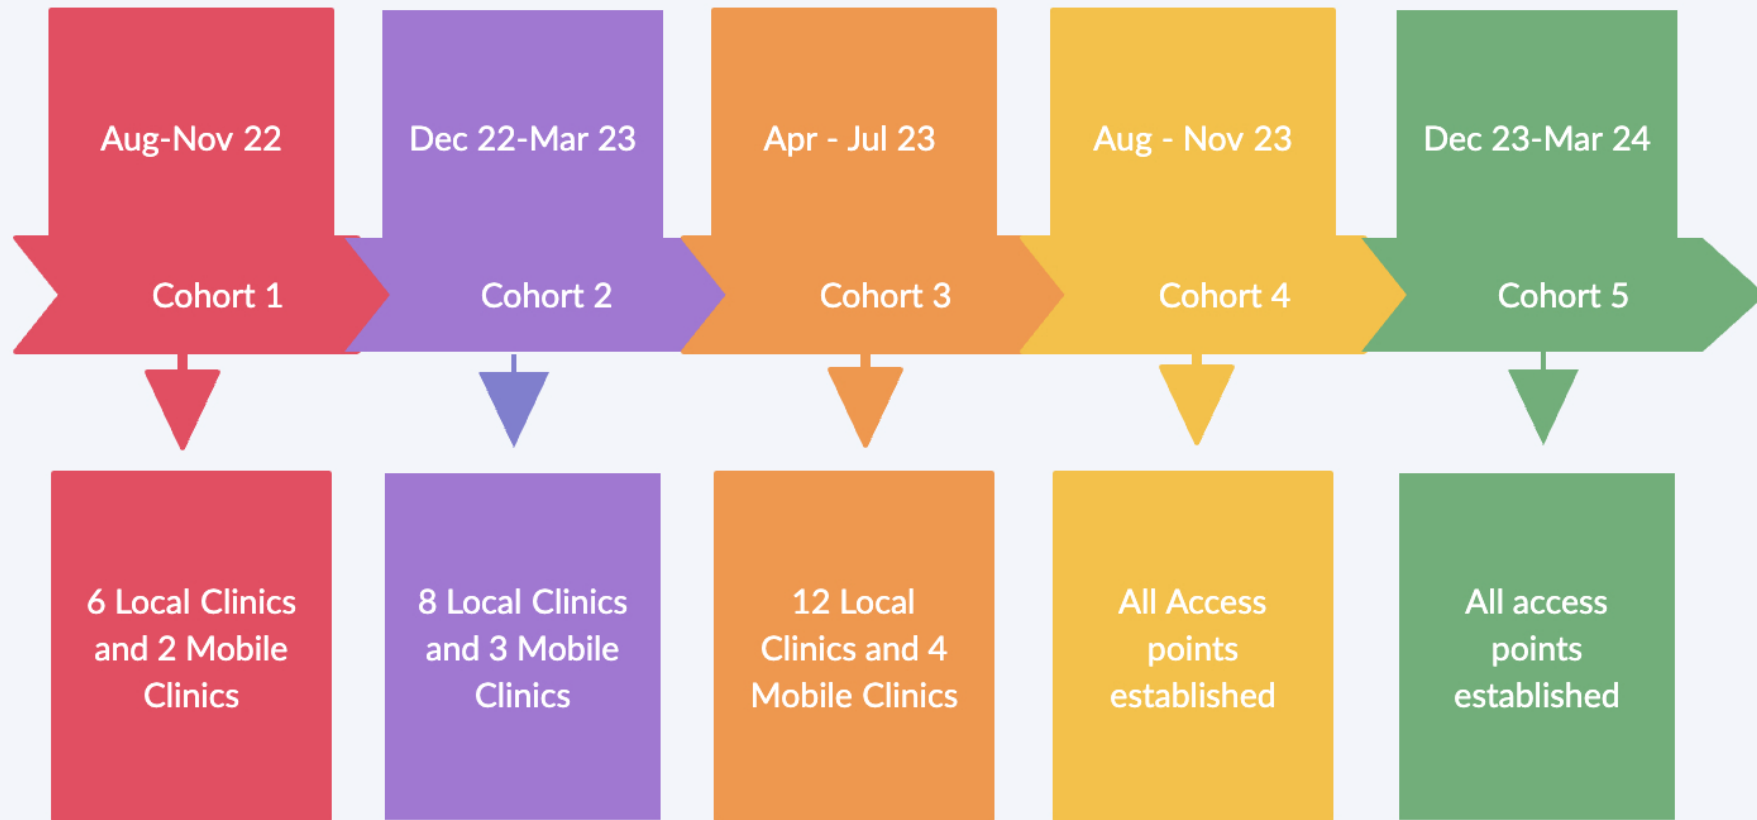 Aug-Nov 22
Dec 22-Mar 23
Apr - Jul 23
Aug - Nov 23
Dec 23-Mar 24
Cohort 1
Cohort 2
Cohort 3
Cohort 4
Cohort 5
6 Local Clinics
and 2 Mobile
Clinics
8 Local Clinics
and 3 Mobile
Clinics
12 Local
Clinics and 4
Mobile Clinics
All Access
points
established
All access
points
established